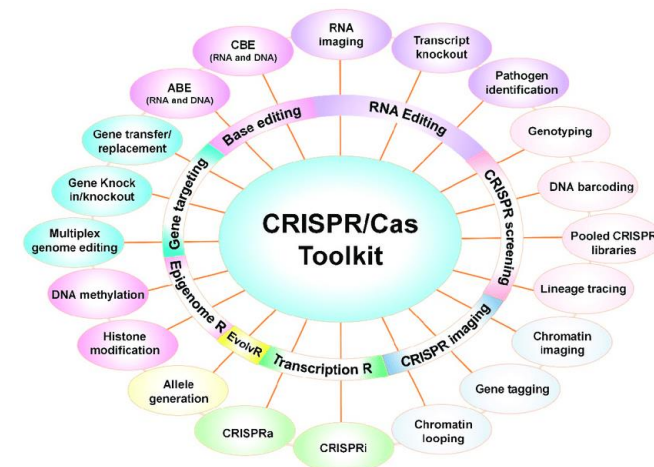 CRISPR/Cas
Toolkit
Base editing
RNA Editing
CRISPR screening
CRISPR imaging
Transcription R
EvolvR
Epigenome R
Gene targeting
CBE
(RNA and DNA)
RNA
imaging
Transcript
knockout
Pathogen
identification
Genotyping
DNA barcoding
Pooled CRISPR
libraries
Lineage tracing
Chromatin
imaging
Gene tagging
Chromatin
looping
CRISPRi
CRISPRa
Allele
generation
Histone
modification
DNA methylation
Multiplex
genome editing
Gene Knock
in/knockout
Gene transfer/
replacement
ABE
(RNA and DNA)